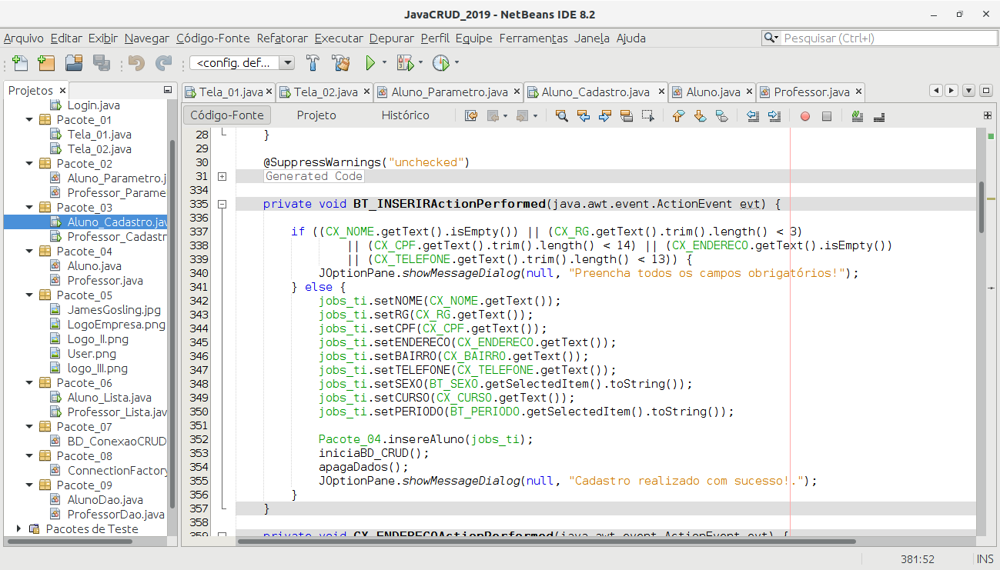 JavaCRUD_2019 - NetBeans IDE 8.2
Arquivo Editar Exibir Navegar Código-Fonte Refatorar Executar Depurar Perfil Equipe Ferramentas Janela Ajuda
Pesquisar (Ctrl+I)
<config. def...
Projetos
Login.java
Pacote_01
Tela_01.java
Tela_02.java
Pacote_02
Aluno_Parametro.j
Professor_Parame
Pacote_03
Aluno_Cadastro.jav
Professor_Cadastr
Pacote_04
Aluno.java
Professor.java
Pacote_05
JamesGosling.jpg
LogoEmpresa.png
Logo_II.png
User.png
logo_III.png
Pacote_06
Aluno_Lista.java
Professor_Lista.jav
Pacote_07
BD_ConexaoCRUD
Pacote_08
ConnectionFactory
Pacote_09
AlunoDao.java
ProfessorDao.java
Pacotes de Teste
Tela_01.java Tela_02.java Aluno_Parametro.java Aluno_Cadastro.java Aluno.java Professor.java
Código-Fonte Projeto Histórico
28 }
29
30 @SuppressWarnings("unchecked")
31 Generated Code
334
335 private void BT_INSERIRActionPerformed(java.awt.event.ActionEvent evt) {
336
337 if ((CX_NOME.getText().isEmpty()) || (CX_RG.getText().trim().length() < 3)
338 || (CX_CPF.getText().trim().length() < 14) || (CX_ENDERECO.getText().isEmpty())
339 || (CX_TELEFONE.getText().trim().length() < 13)) {
340 JOptionPane.showMessageDialog(null, "Preencha todos os campos obrigatórios!");
341 } else {
342 jobs_ti.setNOME(CX_NOME.getText());
343 jobs_ti.setRG(CX_RG.getText());
344 jobs_ti.setCPF(CX_CPF.getText());
345 jobs_ti.setENDERECO(CX_ENDERECO.getText());
346 jobs_ti.setBAIRRO(CX_BAIRRO.getText());
347 jobs_ti.setTELEFONE(CX_TELEFONE.getText());
348 jobs_ti.setSEXO(BT_SEXO.getSelectedItem().toString());
349 jobs_ti.setCURSO(CX_CURSO.getText());
350 jobs_ti.setPERIODO(BT_PERIODO.getSelectedItem().toString());
351
352 Pacote_04.insereAluno(jobs_ti);
353 iniciaBD_CRUD();
354 apagaDados();
355 JOptionPane.showMessageDialog(null, "Cadastro realizado com sucesso!.");
356 }
357 }
358
359 private void CX_ENDERECOActionPerformed(java.awt.event.ActionEvent evt) {
381:52 INS